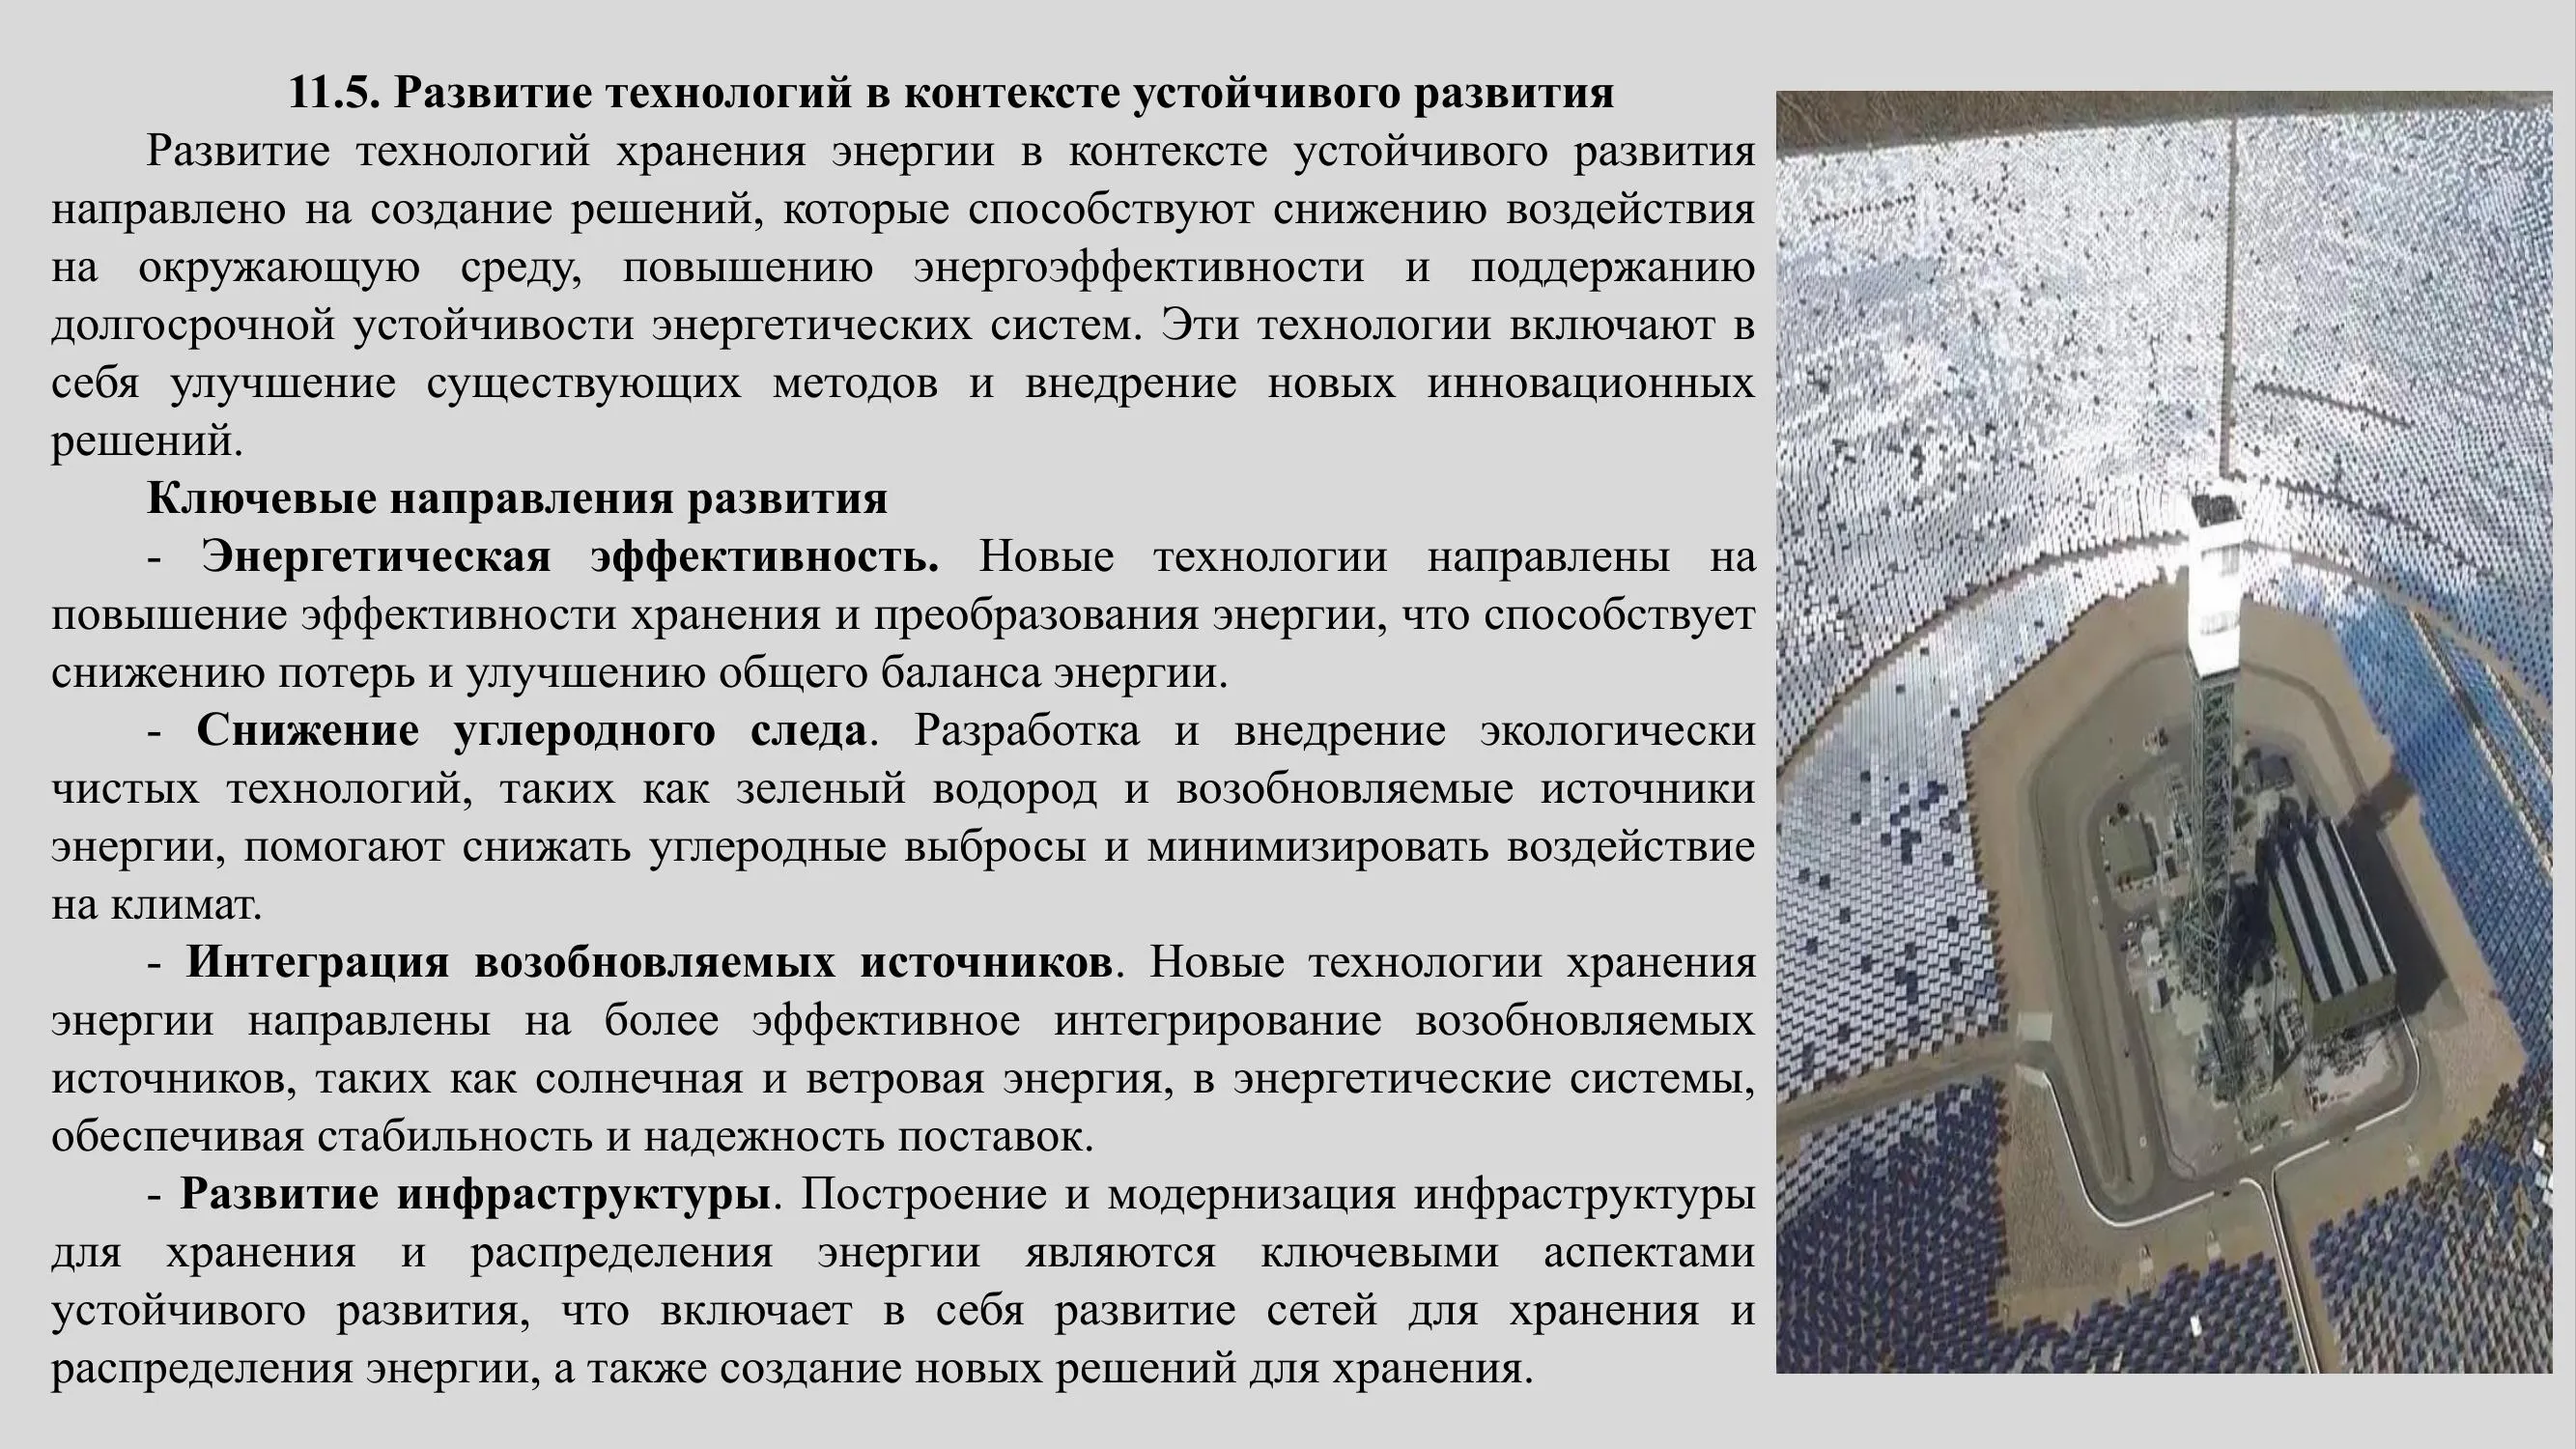 11.5. Развитие технологий в контексте устойчивого развития
Развитие технологий хранения энергии в контексте устойчивого развития
направлено на создание решений, которые способствуют снижению воздействия
на окружающую среду, повышению энергоэффективности и поддержанию
долгосрочной устойчивости энергетических систем. Эти технологии включают в
себя улучшение существующих методов и внедрение новых инновационных
решений.
Ключевые направления развития
- Энергетическая эффективность. Новые технологии направлены на
повышение эффективности хранения и преобразования энергии, что способствует
снижению потерь и улучшению общего баланса энергии.
- Снижение углеродного следа. Разработка и внедрение экологически
чистых технологий, таких как зеленый водород и возобновляемые источники
энергии, помогают снижать углеродные выбросы и минимизировать воздействие
на климат.
- Интеграция возобновляемых источников. Новые технологии хранения
энергии направлены на более эффективное интегрирование возобновляемых
источников, таких как солнечная и ветровая энергия, в энергетические системы,
обеспечивая стабильность и надежность поставок.
- Развитие инфраструктуры. Построение и модернизация инфраструктуры
для хранения и распределения энергии являются ключевыми аспектами
устойчивого развития, что включает в себя развитие сетей для хранения и
распределения энергии, а также создание новых решений для хранения.